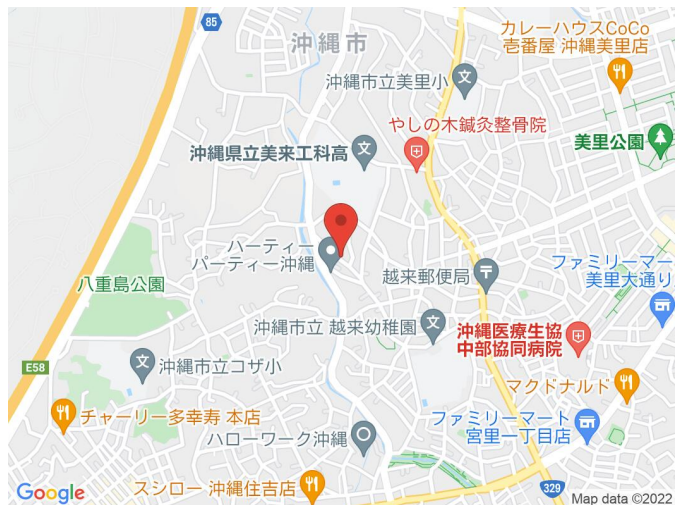 85
沖縄市
カレーハウスCoCo
壱番屋 沖縄美里店
沖縄市立美里小
文
やしの木鍼灸整骨院
沖縄県立美来工科高
文
美里公園
ハーティー
パーティー沖縄
八重島公園
越来郵便局
〒
ファミリーマー
美里大通り
沖縄市立 越来幼稚園
文
沖縄医療生協
中部協同病院
文
沖縄市立コザ小
E58
マクドナルド
チャーリー多幸寿 本店
ファミリーマート
宮里一丁目店
ハローワーク沖縄
スシロー 沖縄住吉店
329
Google
Map data ©2022